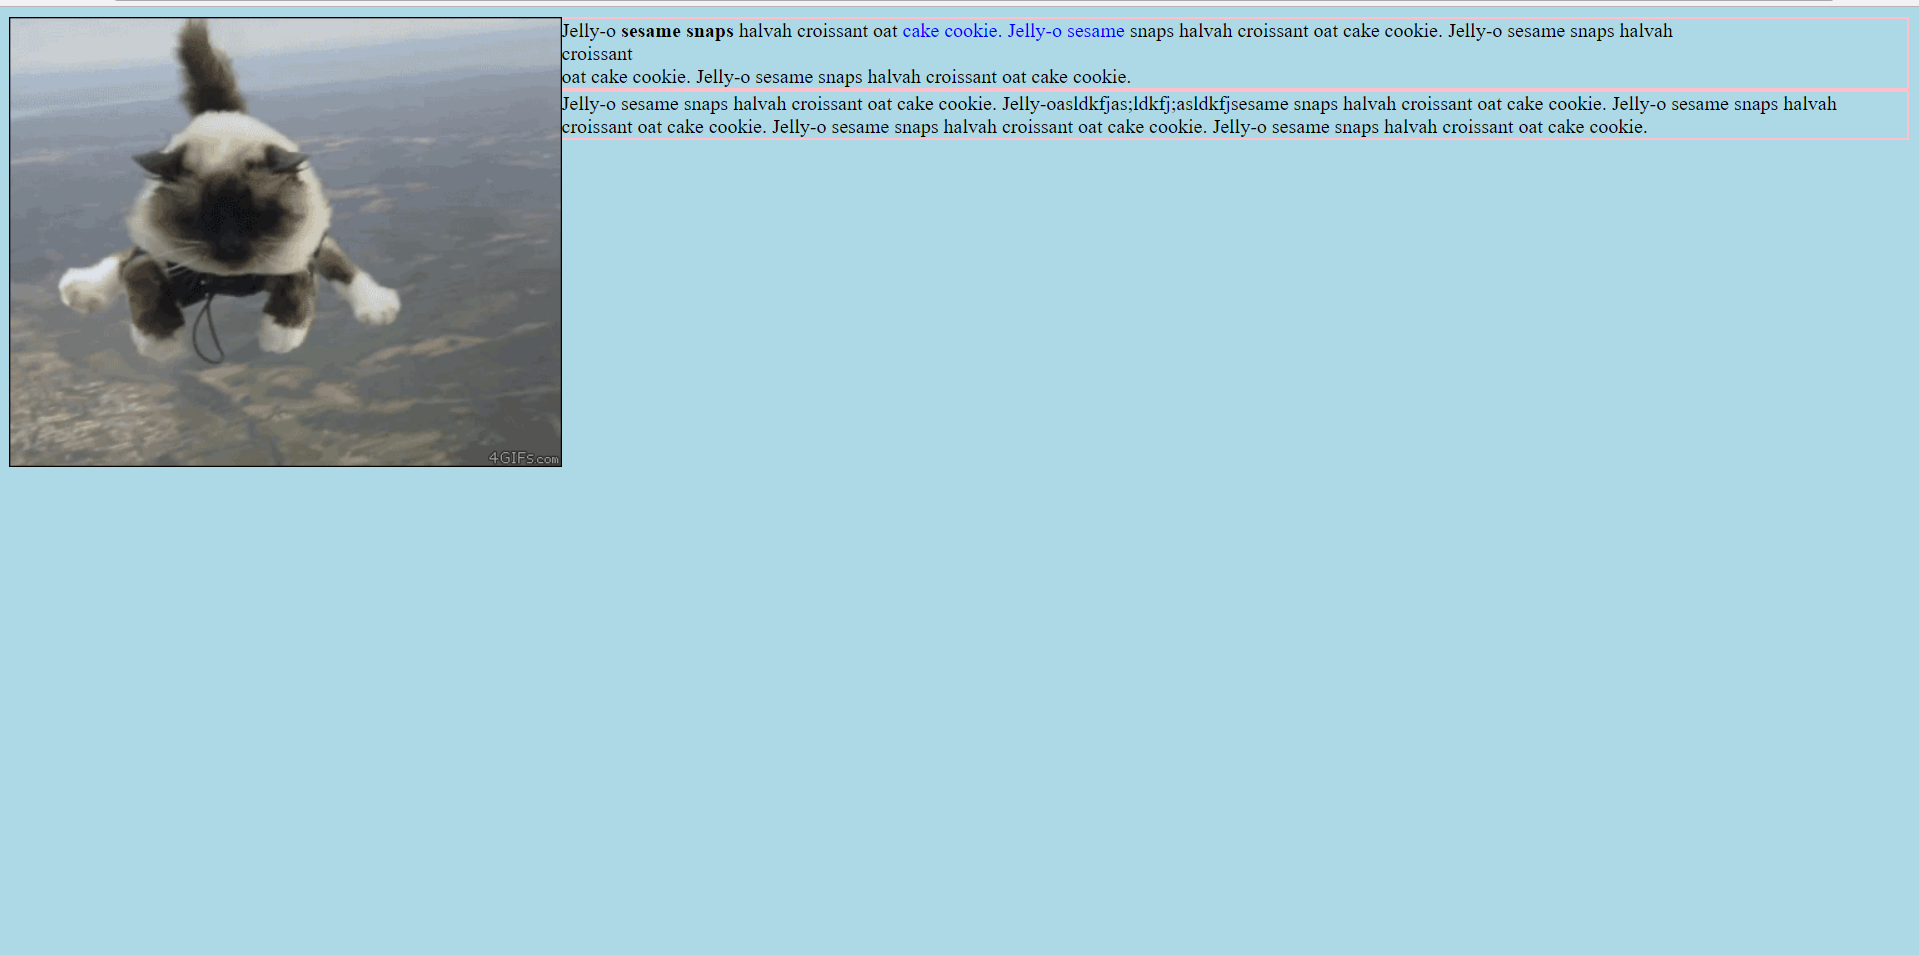 Jelly-o sesame snaps halvah croissant oat cake cookie. Jelly-o sesame snaps halvah croissant oat cake cookie. Jelly-o sesame snaps halvah
croissant
oat cake cookie. Jelly-o sesame snaps halvah croissant oat cake cookie.
Jelly-o sesame snaps halvah croissant oat cake cookie. Jelly-oasldkfjas;ldkfj;asldkfjsesame snaps halvah croissant oat cake cookie. Jelly-o sesame snaps halvah
croissant oat cake cookie. Jelly-o sesame snaps halvah croissant oat cake cookie. Jelly-o sesame snaps halvah croissant oat cake cookie.
4GIFs.com